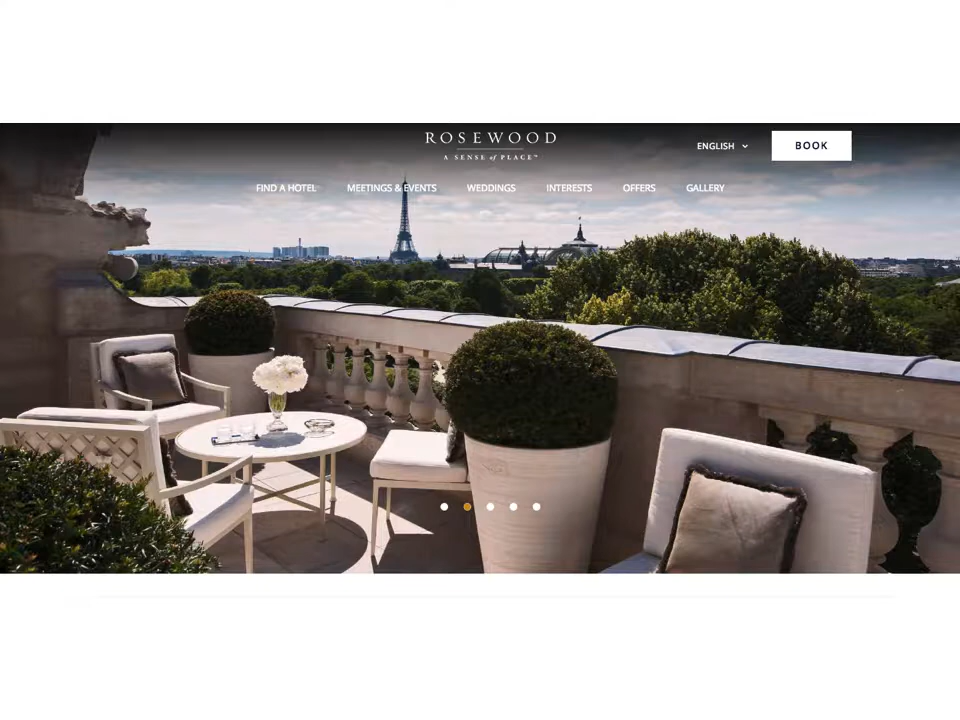 ROSEWOOD
A SENSE of PLACE™
ENGLISH
BOOK
FIND A HOTEL MEETINGS & EVENTS WEDDINGS INTERESTS OFFERS GALLERY